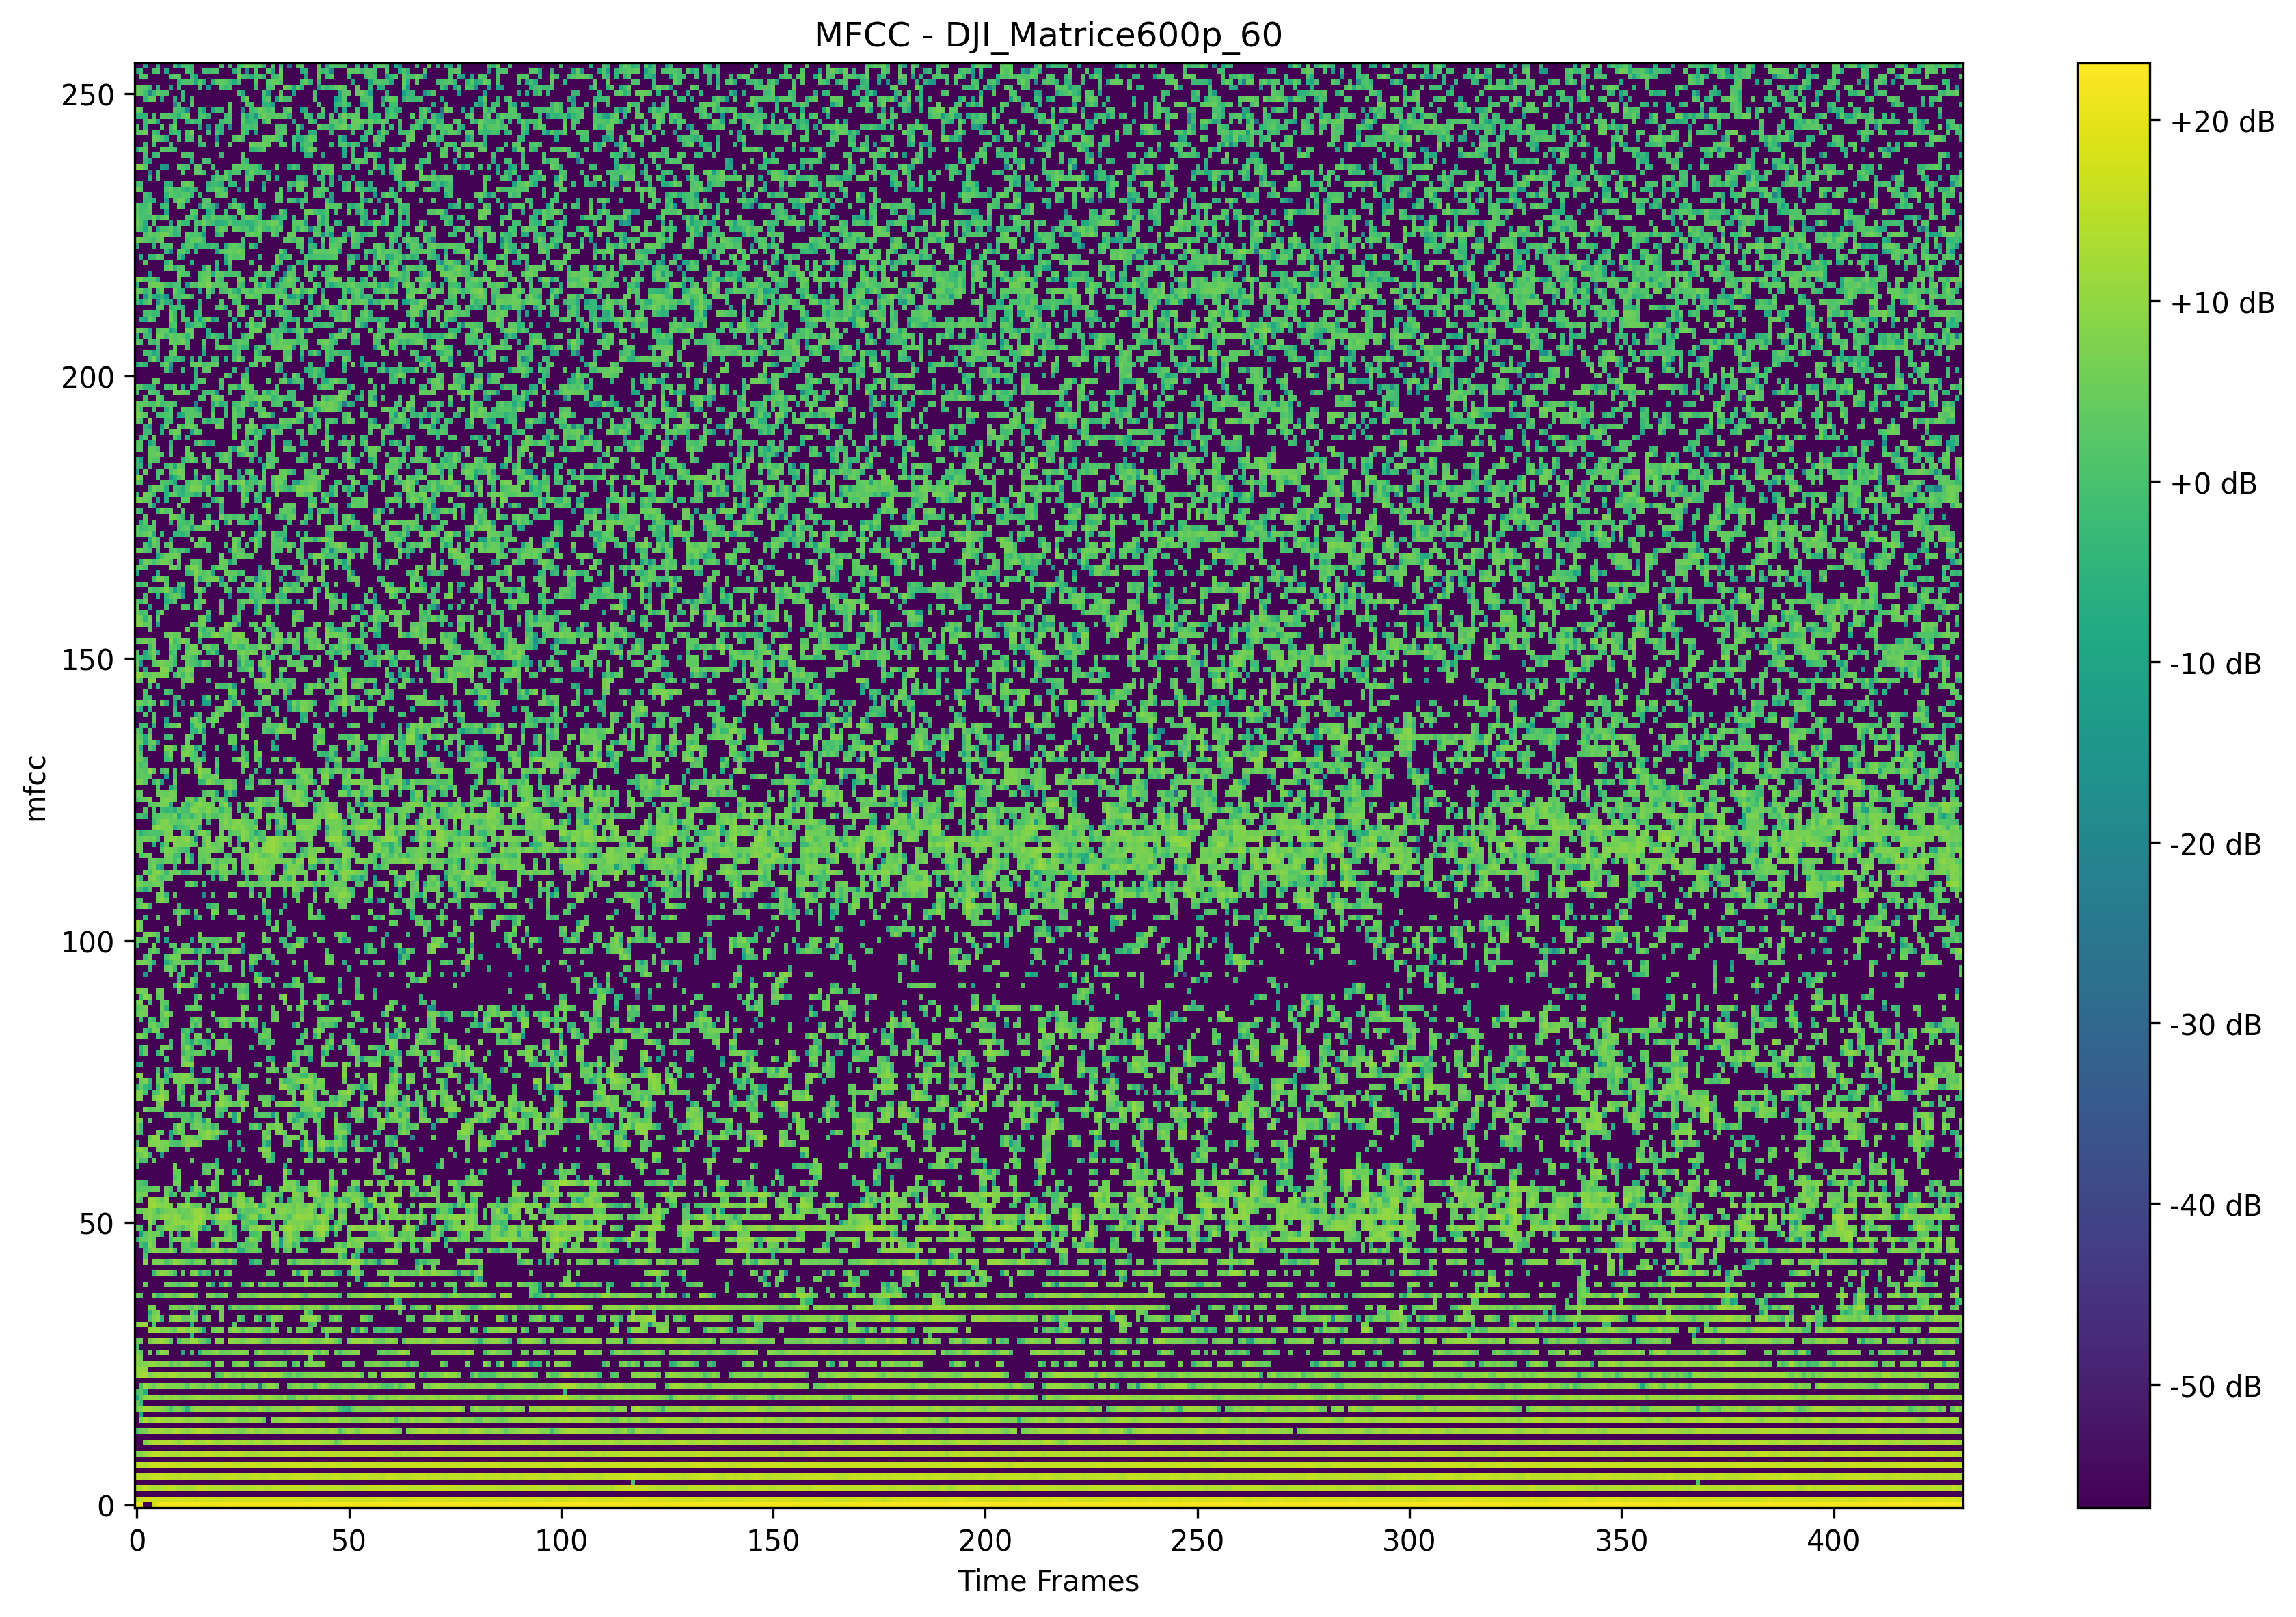 MFCC - DJI_Matrice600p_60
250
200
150
100
50
0
mfcc
0 50 100 150 200 250 300 350 400
Time Frames
+20 dB
+10 dB
+0 dB
-10 dB
-20 dB
-30 dB
-40 dB
-50 dB